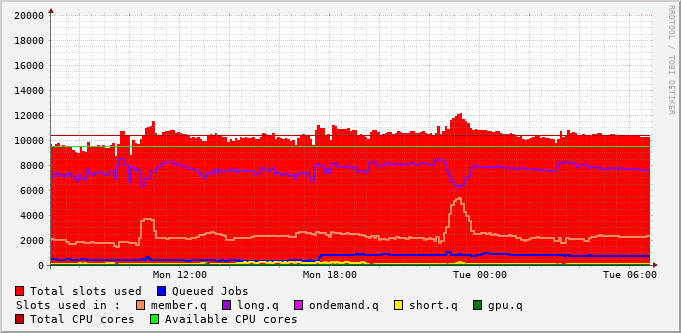 20000
18000
16000
14000
12000
10000
8000
6000
4000
2000
0
Mon 12:00 Mon 18:00 Tue 00:00 Tue 06:00
RRDTOOL / TOBI OETIKER
Total slots used Queued Jobs
Slots used in : member.q long.q ondemand.q short.q gpu.q
Total CPU cores Available CPU cores